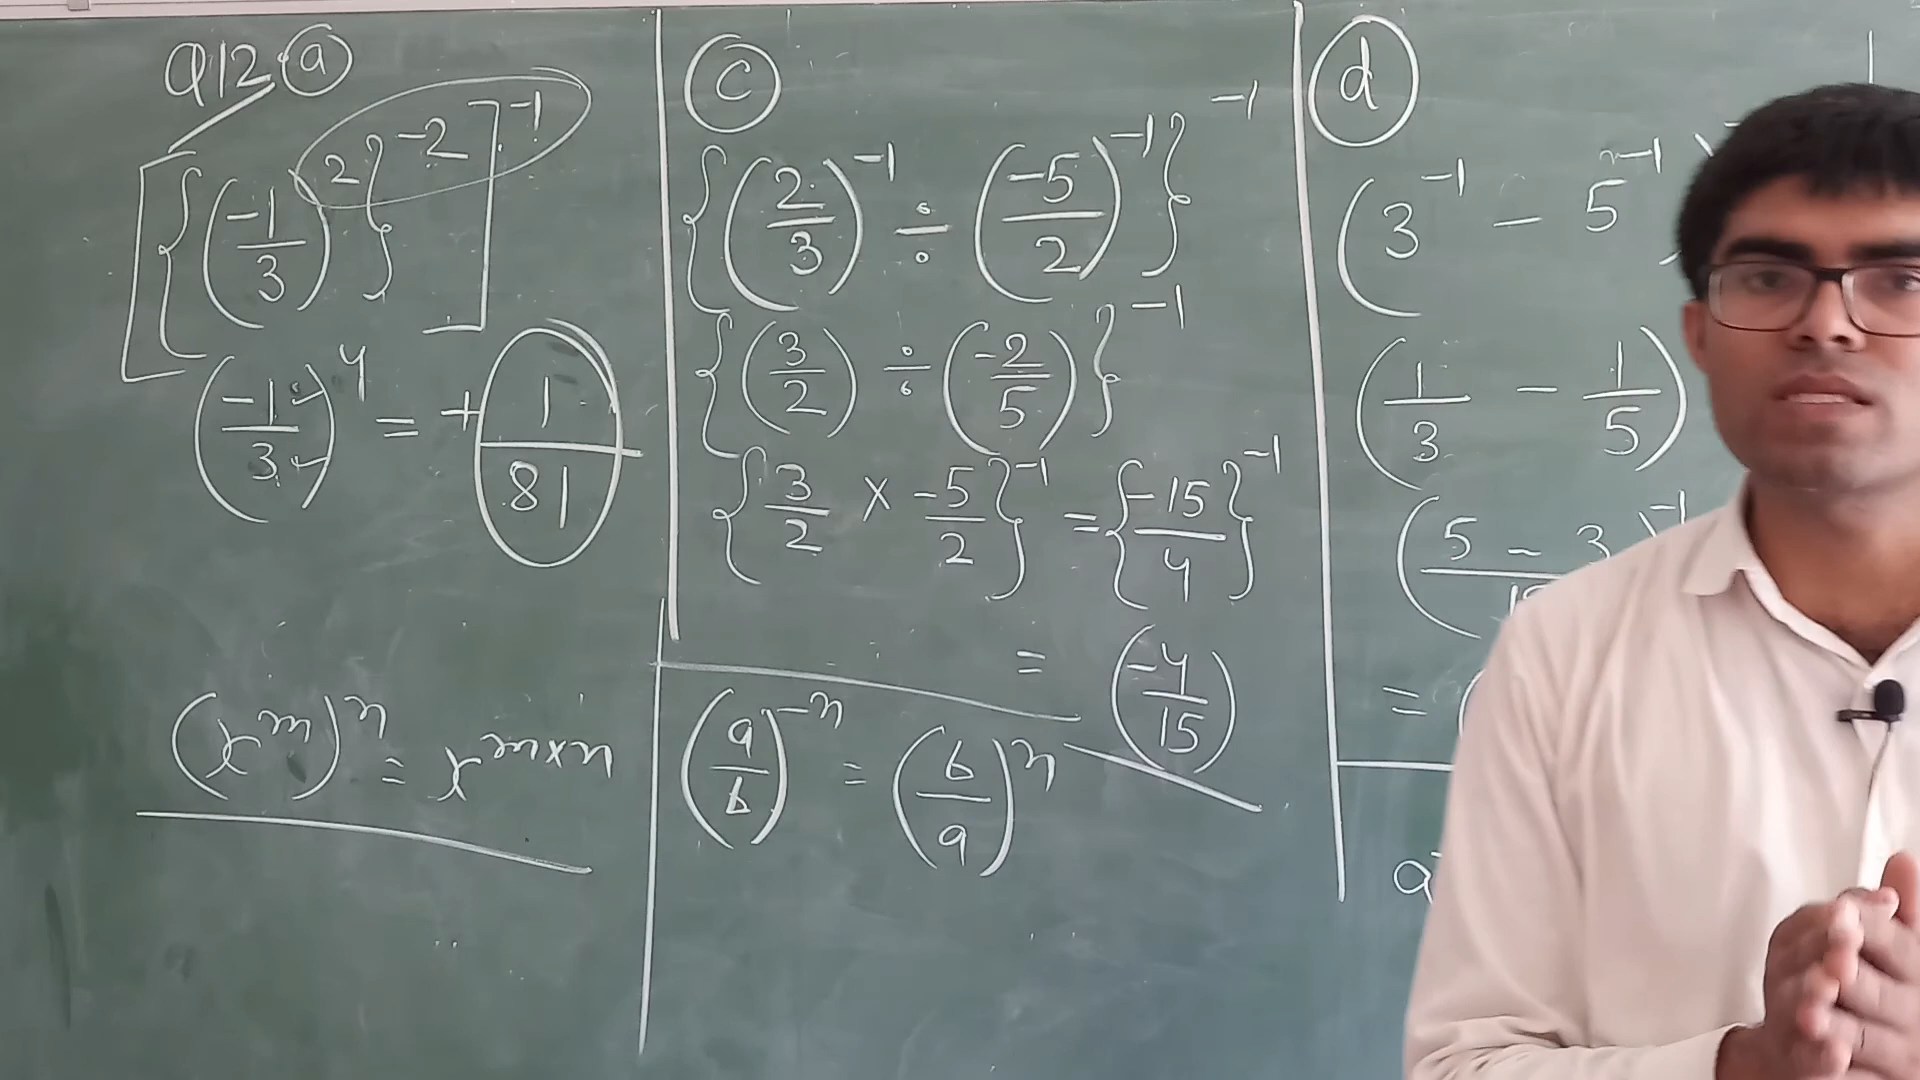 Q12 (a)
[{(-1/3)^2}^-2]^-1
(-1/3)^4 = + 1/81
(x^m)^n = x^m×n
(c)
{(2/3)^-1 ÷ (-5/2)^-1}^-1
{(3/2) ÷ (-2/5)}^-1
{3/2 × -5/2}^-1 = {-15/4}^-1
= (-4/15)
(a/b)^-n = (b/a)^n
(d)
(3^-1 - 5^-1
(1/3 - 1/5)
(5 - 3)^-1
=
a